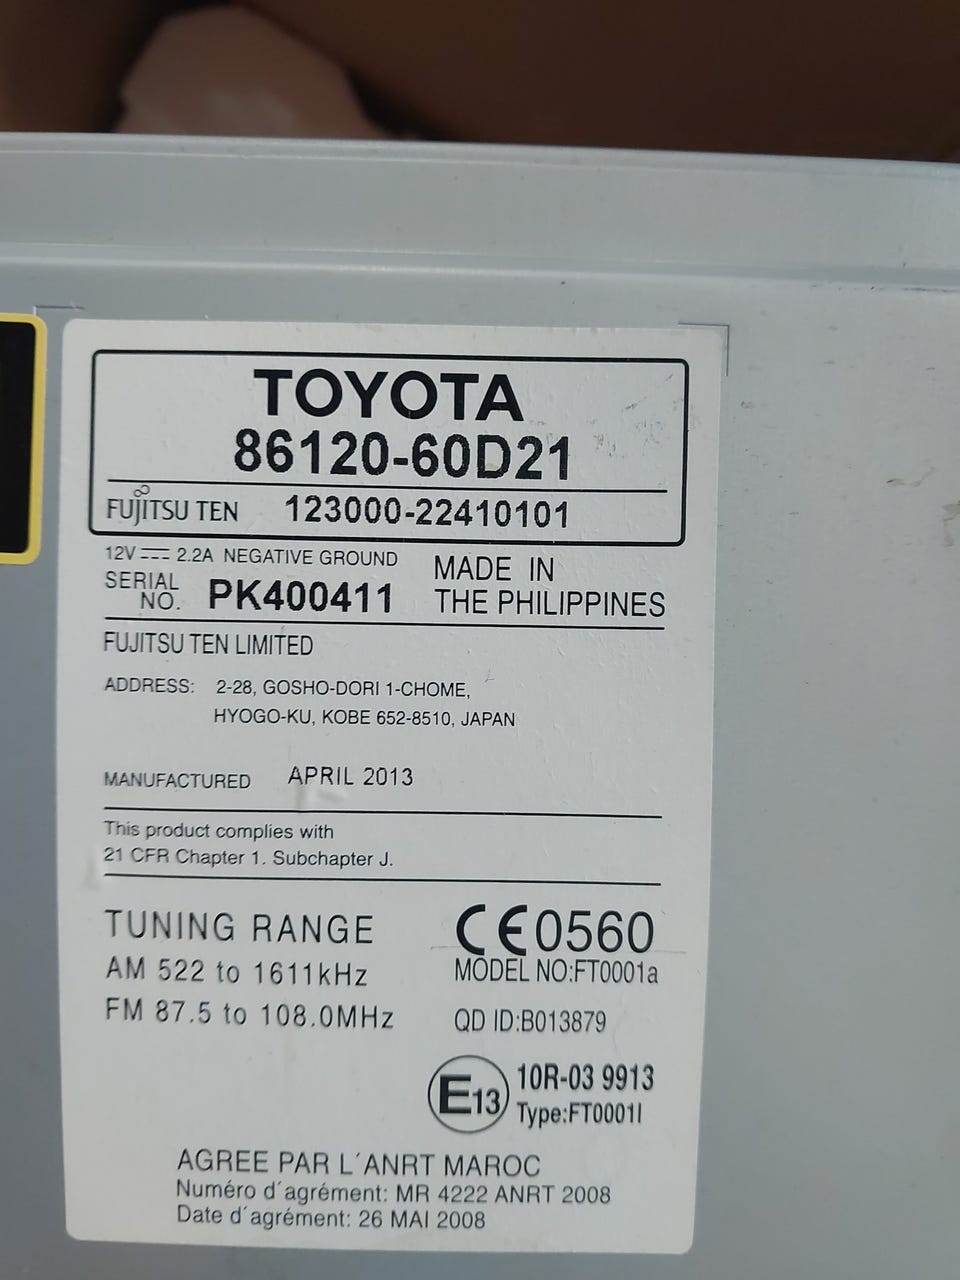 TOYOTA
86120-60D21
FUJITSU TEN 123000-22410101
12V 2.2A NEGATIVE GROUND
SERIAL NO. PK400411
MADE IN
THE PHILIPPINES
FUJITSU TEN LIMITED
ADDRESS: 2-28, GOSHO-DORI 1-CHOME,
HYOGO-KU, KOBE 652-8510, JAPAN
MANUFACTURED APRIL 2013
This product complies with
21 CFR Chapter 1. Subchapter J.
TUNING RANGE
AM 522 to 1611kHz
FM 87.5 to 108.0MHz
CE0560
MODEL NO:FT0001a
QD ID:B013879
E13
10R-03 9913
Type:FT0001l
AGREE PAR L´ANRT MAROC
Numéro d´agrément: MR 4222 ANRT 2008
Date d´agrément: 26 MAI 2008